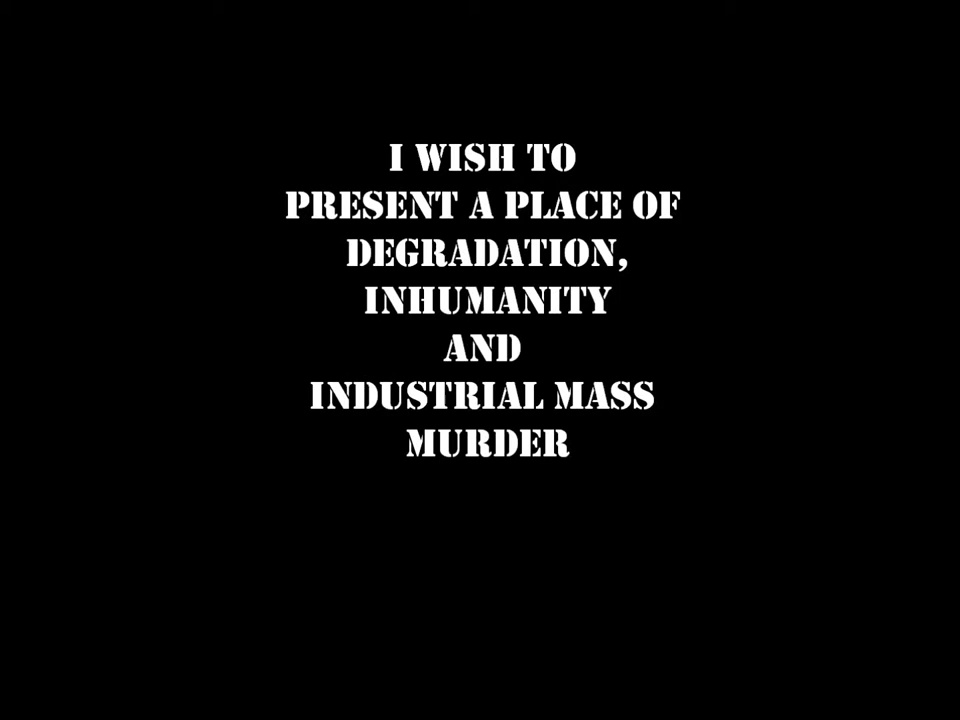 I WISH TO
PRESENT A PLACE OF
DEGRADATION,
INHUMANITY
AND
INDUSTRIAL MASS
MURDER